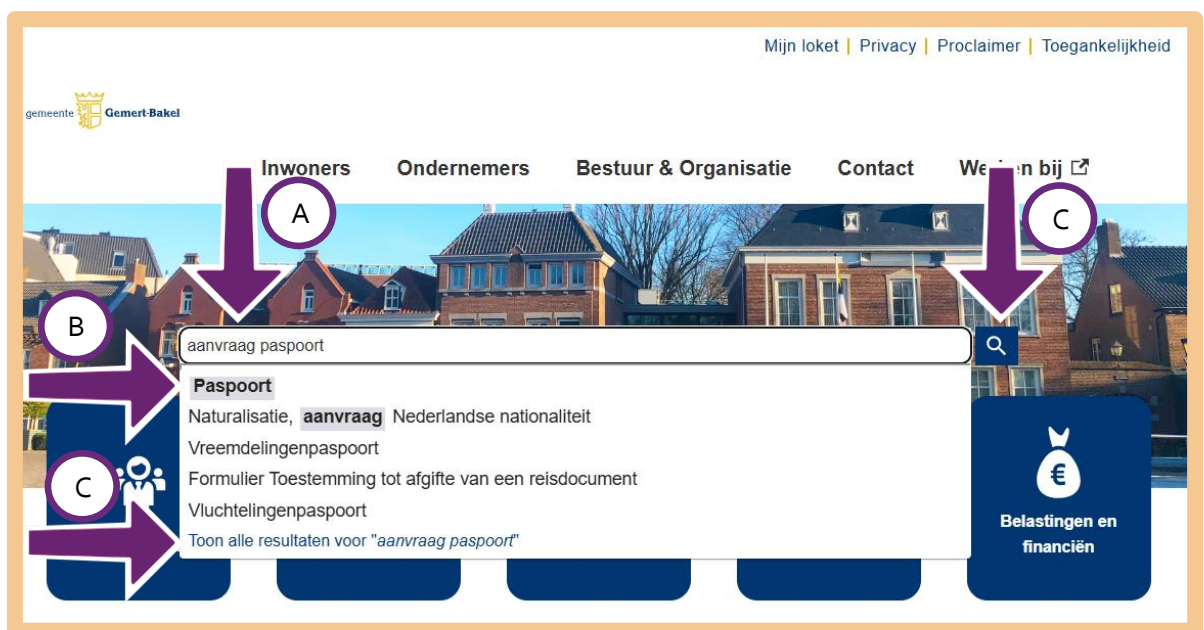 Mijn loket | Privacy | Proclaimer | Toegankelijkheid
gemeente Gemert-Bakel
Inwoners Ondernemers Bestuur & Organisatie Contact bij
A
C
B
aanvraag paspoort
Paspoort
Naturalisatie, aanvraag Nederlandse nationaliteit
Vreemdelingenpaspoort
Formulier Toestemming tot afgifte van een reisdocument
C
€
Vluchtelingenpaspoort
Belastingen en
financiën
Toon alle resultaten voor "aanvraag paspoort"